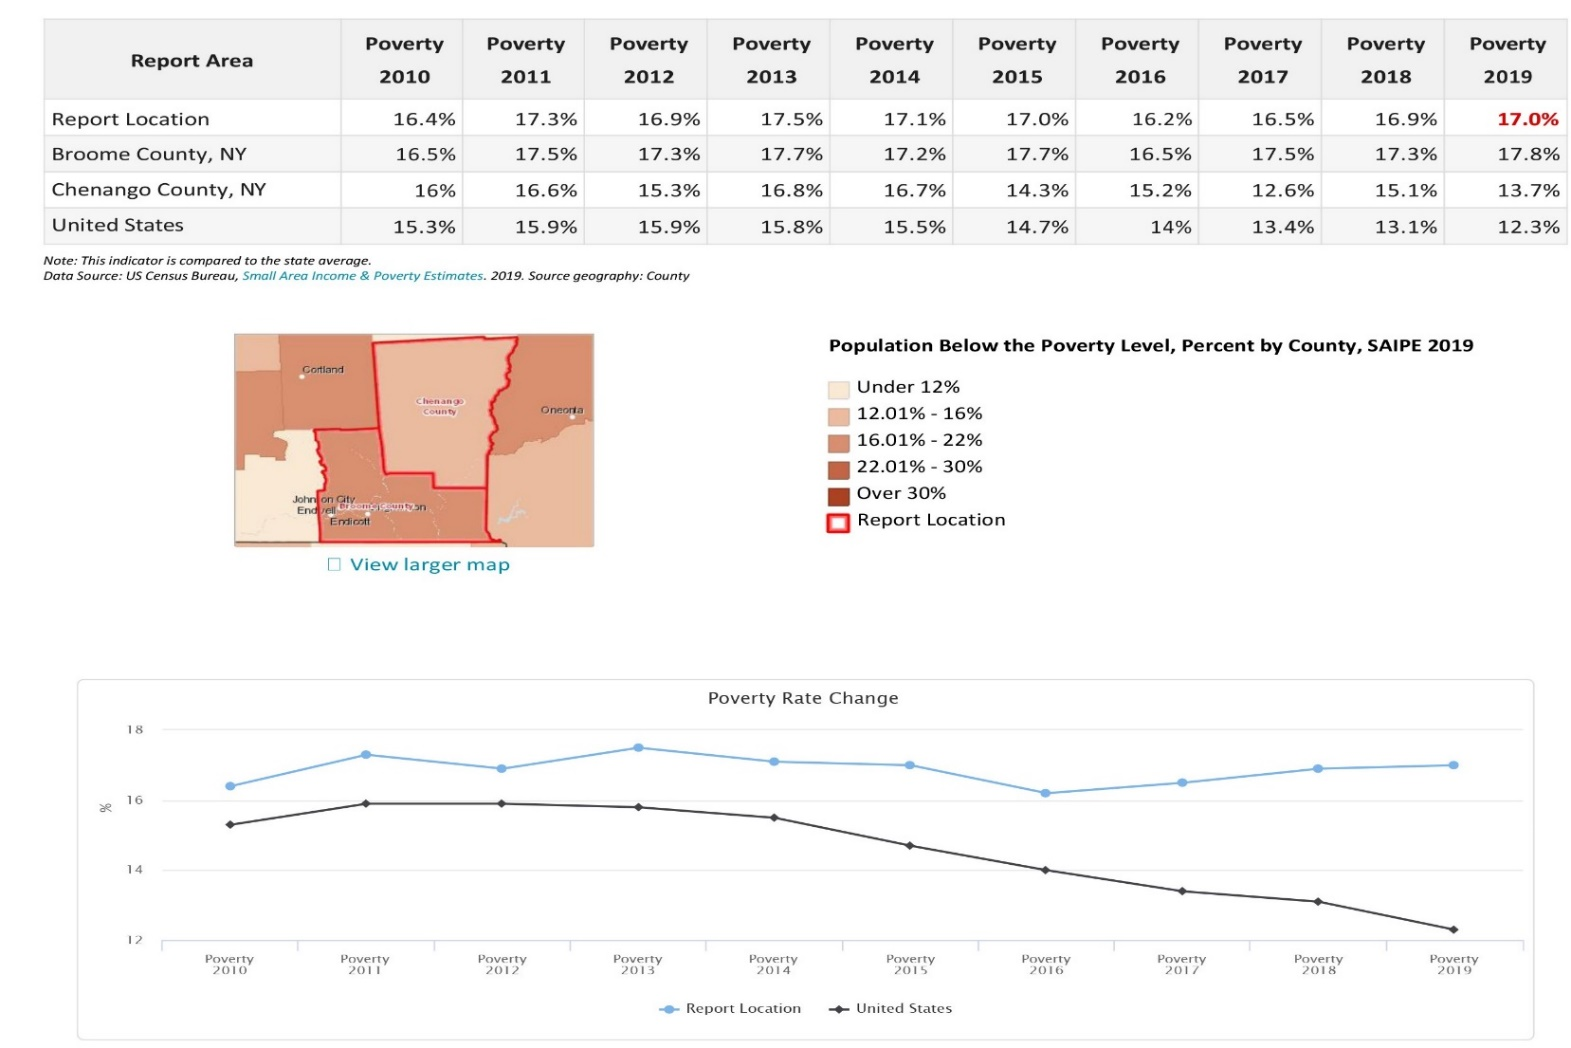 Report Area Poverty 2010 Poverty 2011 Poverty 2012 Poverty 2013 Poverty 2014 Poverty 2015 Poverty 2016 Poverty 2017 Poverty 2018 Poverty 2019
Report Location 16.4% 17.3% 16.9% 17.5% 17.1% 17.0% 16.2% 16.5% 16.9% 17.0%
Broome County, NY 16.5% 17.5% 17.3% 17.7% 17.2% 17.7% 16.5% 17.5% 17.3% 17.8%
Chenango County, NY 16% 16.6% 15.3% 16.8% 16.7% 14.3% 15.2% 12.6% 15.1% 13.7%
United States 15.3% 15.9% 15.9% 15.8% 15.5% 14.7% 14% 13.4% 13.1% 12.3%
Note: This indicator is compared to the state average.
Data Source: US Census Bureau, Small Area Income & Poverty Estimates. 2019. Source geography: County
Cortland
Chenango
County
Oneonta
Johnson City
Endwell Broome County
Endicott
View larger map
Population Below the Poverty Level, Percent by County, SAIPE 2019
Under 12%
12.01% - 16%
16.01% - 22%
22.01% - 30%
Over 30%
Report Location
Poverty Rate Change
18
16
%
14
12
Poverty 2010 Poverty 2011 Poverty 2012 Poverty 2013 Poverty 2014 Poverty 2015 Poverty 2016 Poverty 2017 Poverty 2018 Poverty 2019
Report Location United States